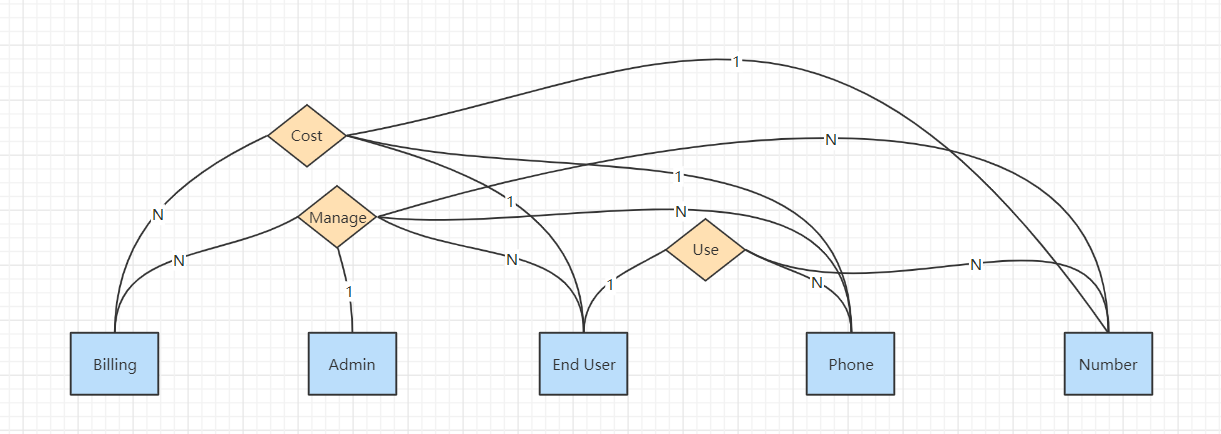 1
Cost
N
1
1
N
Manage
N
N
Use
N
N
1
1
N
N
Billing
Admin
End User
Phone
Number